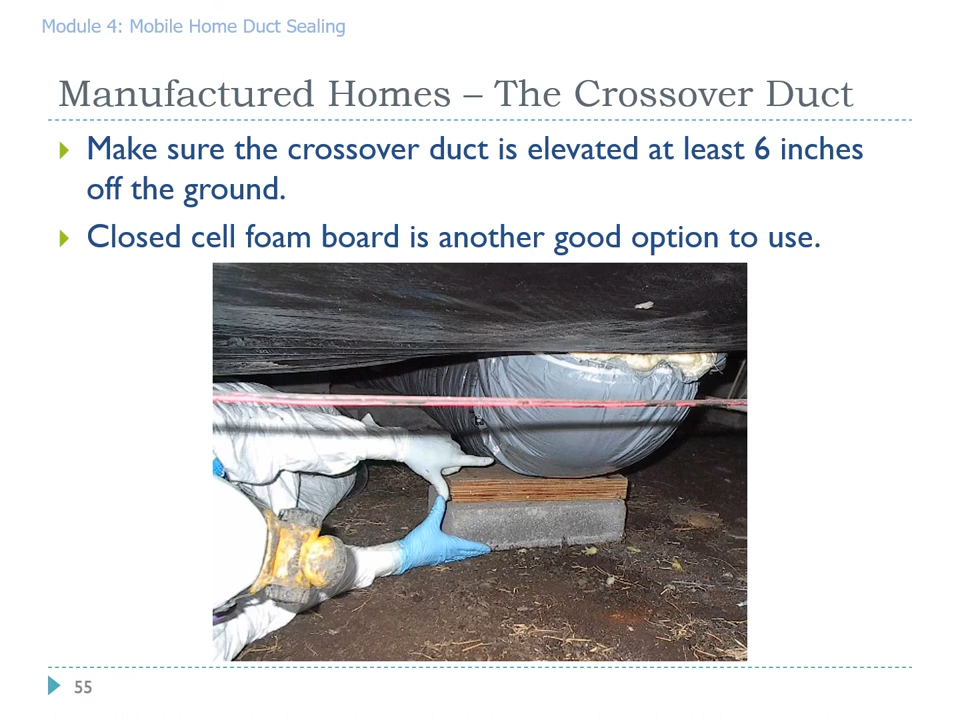 Module 4: Mobile Home Duct Sealing
Manufactured Homes – The Crossover Duct
Make sure the crossover duct is elevated at least 6 inches
off the ground.
Closed cell foam board is another good option to use.
55